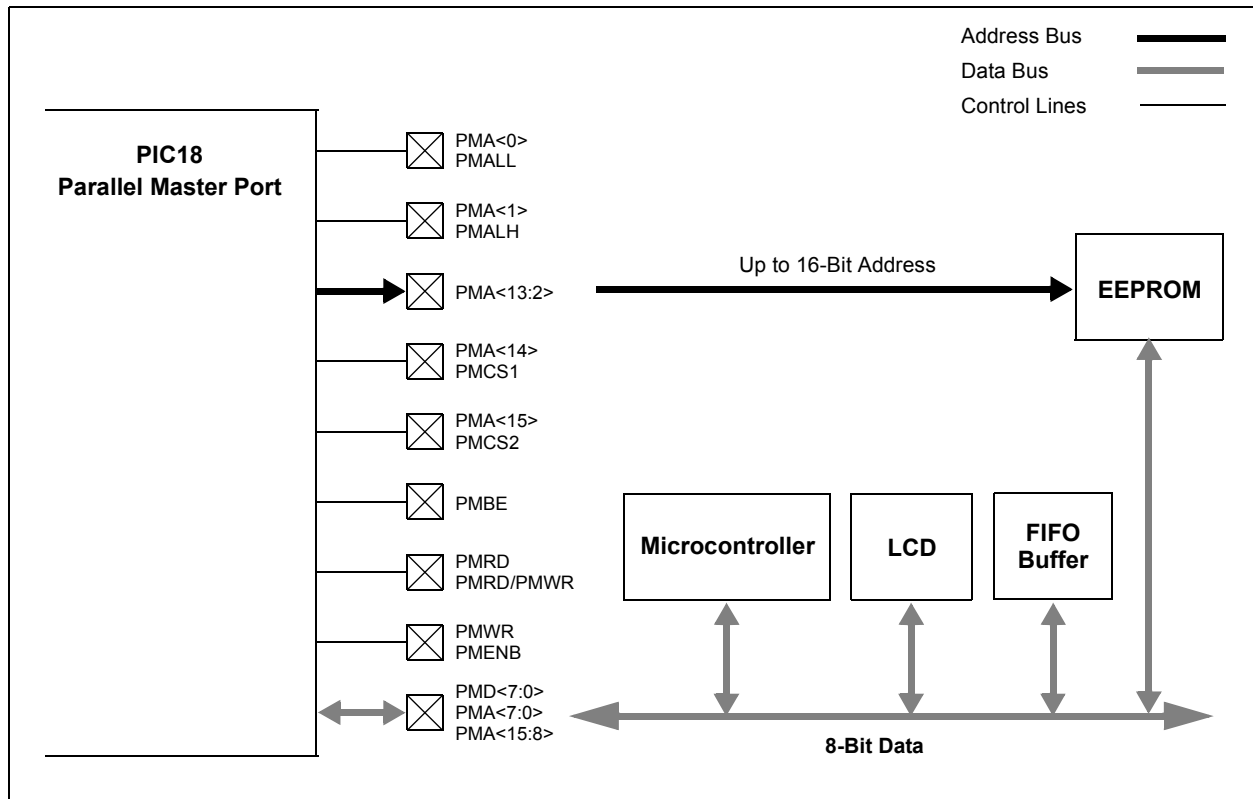 Address Bus
Data Bus
Control Lines
PIC18
Parallel Master Port
PMA<0>
PMALL
PMA<1>
PMALH
PMA<13:2>
Up to 16-Bit Address
EEPROM
PMA<14>
PMCS1
PMA<15>
PMCS2
PMBE
Microcontroller
LCD
FIFO
Buffer
PMRD
PMRD/PMWR
PMWR
PMENB
PMD<7:0>
PMA<7:0>
PMA<15:8>
8-Bit Data